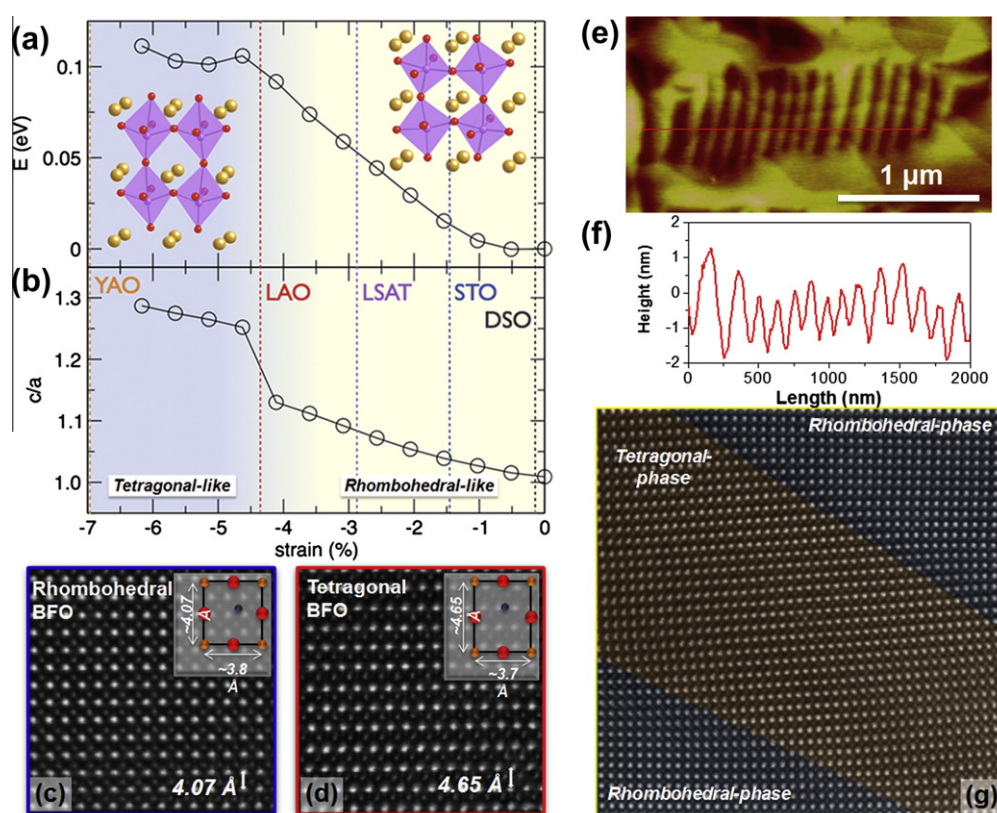 (a)
E (eV)
0.1
0.05
0
(b)
YAO
LAO
LSAT
STO
DSO
c/a
1.3
1.2
1.1
1.0
Tetragonal-like
Rhombohedral-like
-7
-6
-5
-4
-3
-2
-1
0
strain (%)
Rhombohedral
BFO
~4.07
Å
~3.8
Å
4.07 Å
(c)
Tetragonal
BFO
~4.65
Å
~3.7
Å
4.65 Å
(d)
(e)
1 μm
(f)
Height (nm)
2
1
0
-1
-2
0
500
1000
1500
2000
Length (nm)
Rhombohedral-phase
Tetragonal-
phase
Rhombohedral-phase
(g)